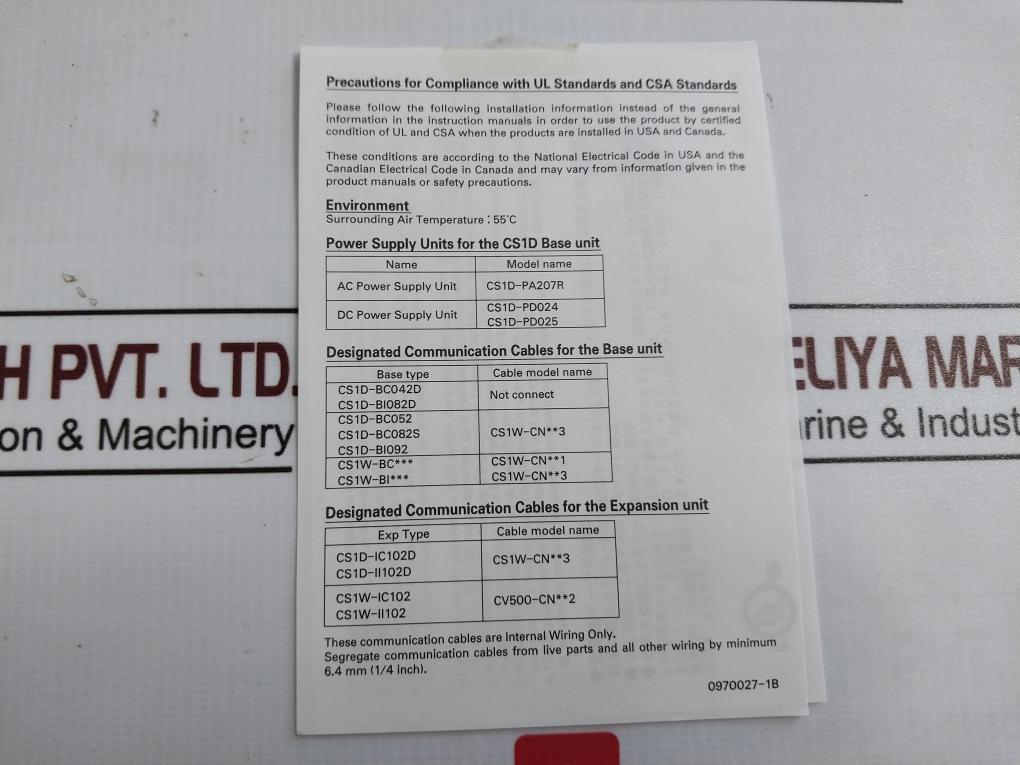 Precautions for Compliance with UL Standards and CSA Standards
Please follow the following installation information instead of the general
information in the instruction manuals in order to use the product by certified
condition of UL and CSA when the products are installed in USA and Canada.
These conditions are according to the National Electrical Code in USA and the
Canadian Electrical Code in Canada and may vary from information given in the
product manuals or safety precautions.
Environment
Surrounding Air Temperature : 55°C
Power Supply Units for the CS1D Base unit
Name Model name
AC Power Supply Unit CS1D-PA207R
DC Power Supply Unit CS1D-PD024
CS1D-PD025
Designated Communication Cables for the Base unit
Base type Cable model name
CS1D-BC042D
CS1D-BI082D
Not connect
CS1D-BC052
CS1D-BC082S
CS1D-BI092
CS1W-CN**3
CS1W-BC*** CS1W-CN**1
CS1W-BI*** CS1W-CN**3
Designated Communication Cables for the Expansion unit
Exp Type Cable model name
CS1D-IC102D
CS1D-II102D
CS1W-CN**3
CS1W-IC102
CS1W-II102
CV500-CN**2
These communication cables are Internal Wiring Only.
Segregate communication cables from live parts and all other wiring by minimum
6.4 mm (1/4 inch).
0970027-1B
H PVT. LTD.
on & Machinery
ELIYA MAR
rine & Indust